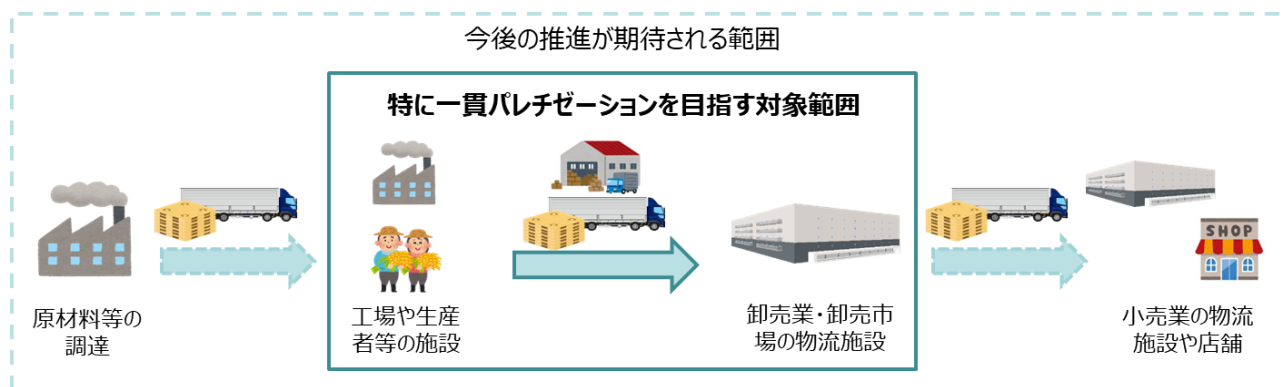 今後の推進が期待される範囲
特に一貫パレチゼーションを目指す対象範囲
原材料等の
調達
工場や生産
者等の施設
卸売業・卸売市
場の物流施設
SHOP
小売業の物流
施設や店舗